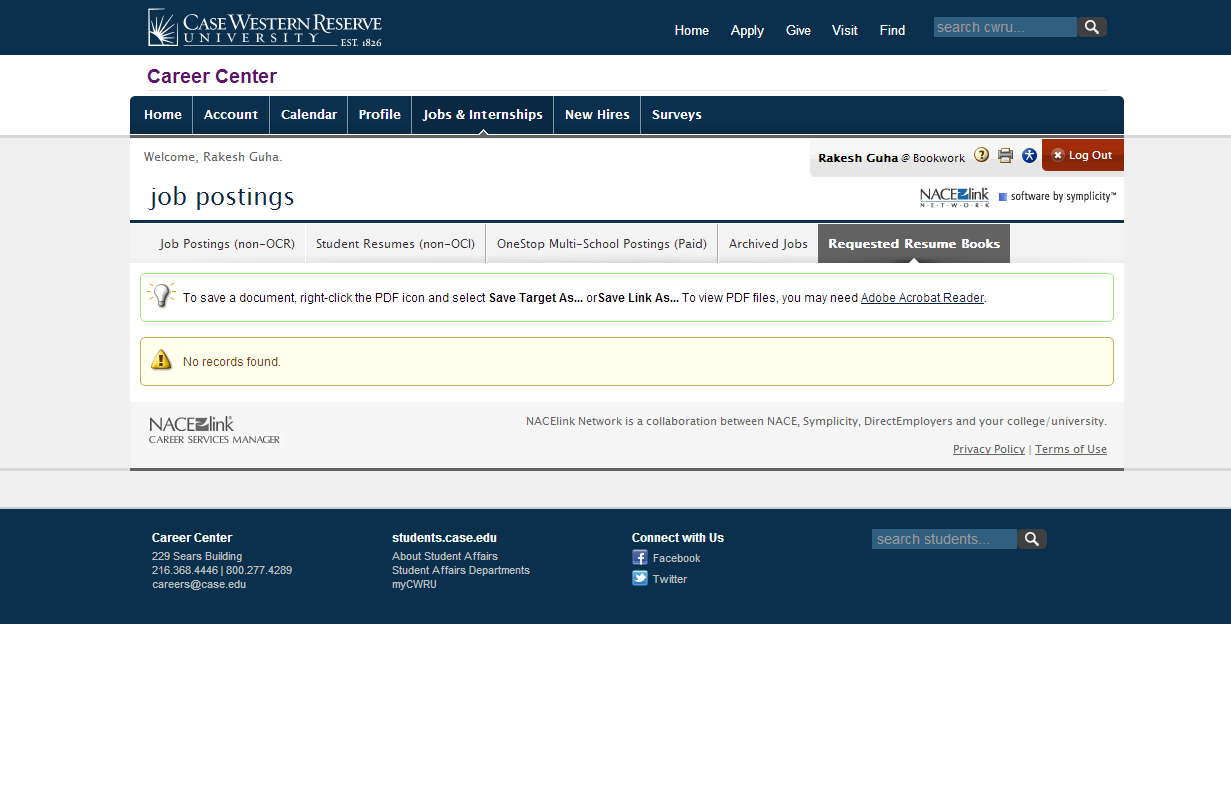 CASE WESTERN RESERVE
UNIVERSITY EST. 1826
Home Apply Give Visit Find search cwru...
Career Center
Home Account Calendar Profile Jobs & Internships New Hires Surveys
Welcome, Rakesh Guha.
Rakesh Guha @ Bookwork ? Log Out
job postings
NACElink NETWORK software by symplicity™
Job Postings (non-OCR) Student Resumes (non-OCI) OneStop Multi-School Postings (Paid) Archived Jobs Requested Resume Books
To save a document, right-click the PDF icon and select Save Target As... orSave Link As... To view PDF files, you may need Adobe Acrobat Reader.
No records found.
NACElink
CAREER SERVICES MANAGER
NACElink Network is a collaboration between NACE, Symplicity, DirectEmployers and your college/university.
Privacy Policy | Terms of Use
Career Center
229 Sears Building
216.368.4446 | 800.277.4289
careers@case.edu
students.case.edu
About Student Affairs
Student Affairs Departments
myCWRU
Connect with Us
Facebook
Twitter
search students...